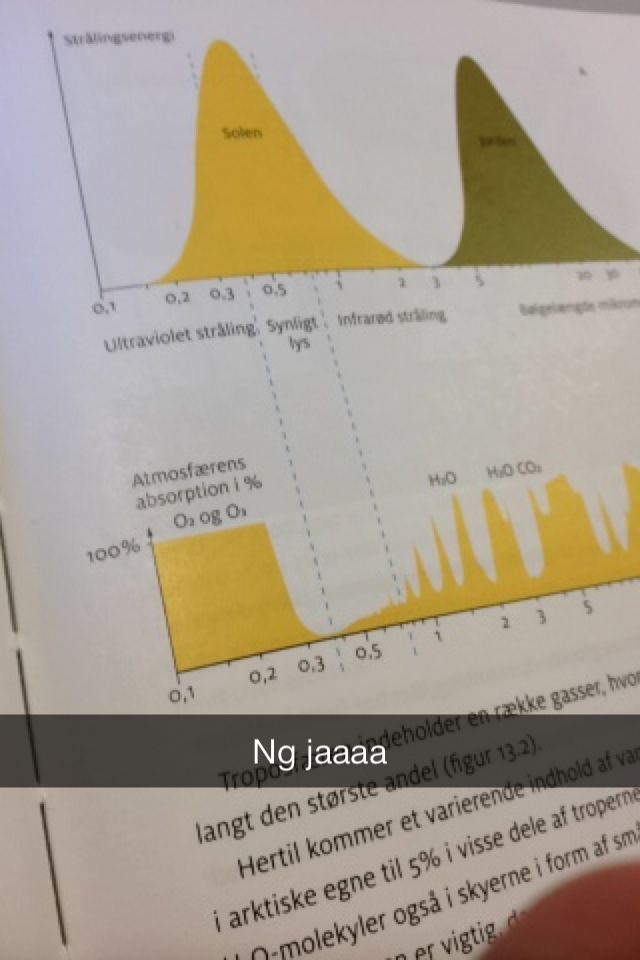 Strålingsenergi
Solen
Jorden
0,1 0,2 0,3 0,5 1 2 3 5 20 30
Ultraviolet stråling Synligt lys Infrarød stråling Bølgelængde
Atmosfærens
absorption i %
O₂ og O₃
H₂O H₂O CO₂
100%
0,1 0,2 0,3 0,5 1 2 3 5
Ng jaaaa
indeholder en række gasser,
langt den største andel (figur 13.2).
Hertil kommer et varierende indhold af
i arktiske egne til 5% i visse dele af troperne
H₂O-molekyler også i skyerne i form af
er vigtig,